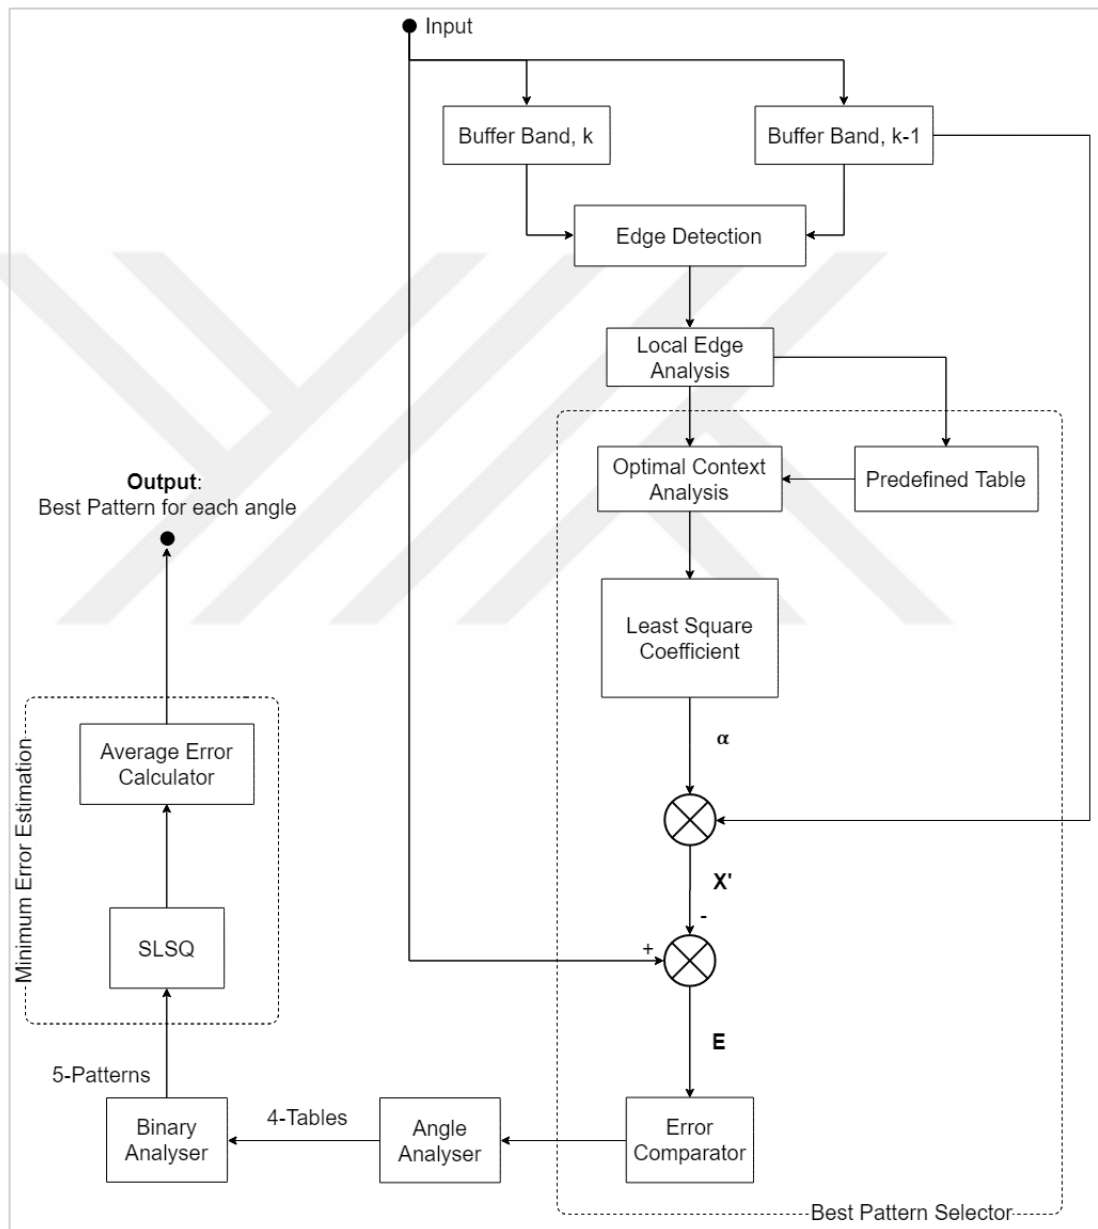 Input
Buffer Band, k
Buffer Band, k-1
Edge Detection
Local Edge
Analysis
Optimal Context
Analysis
Predefined Table
Output:
Best Pattern for each angle
Least Square
Coefficient
α
Minimum Error Estimation
Average Error
Calculator
X'
-
+
SLSQ
E
5-Patterns
Binary
Analyser
4-Tables
Angle
Analyser
Error
Comparator
Best Pattern Selector